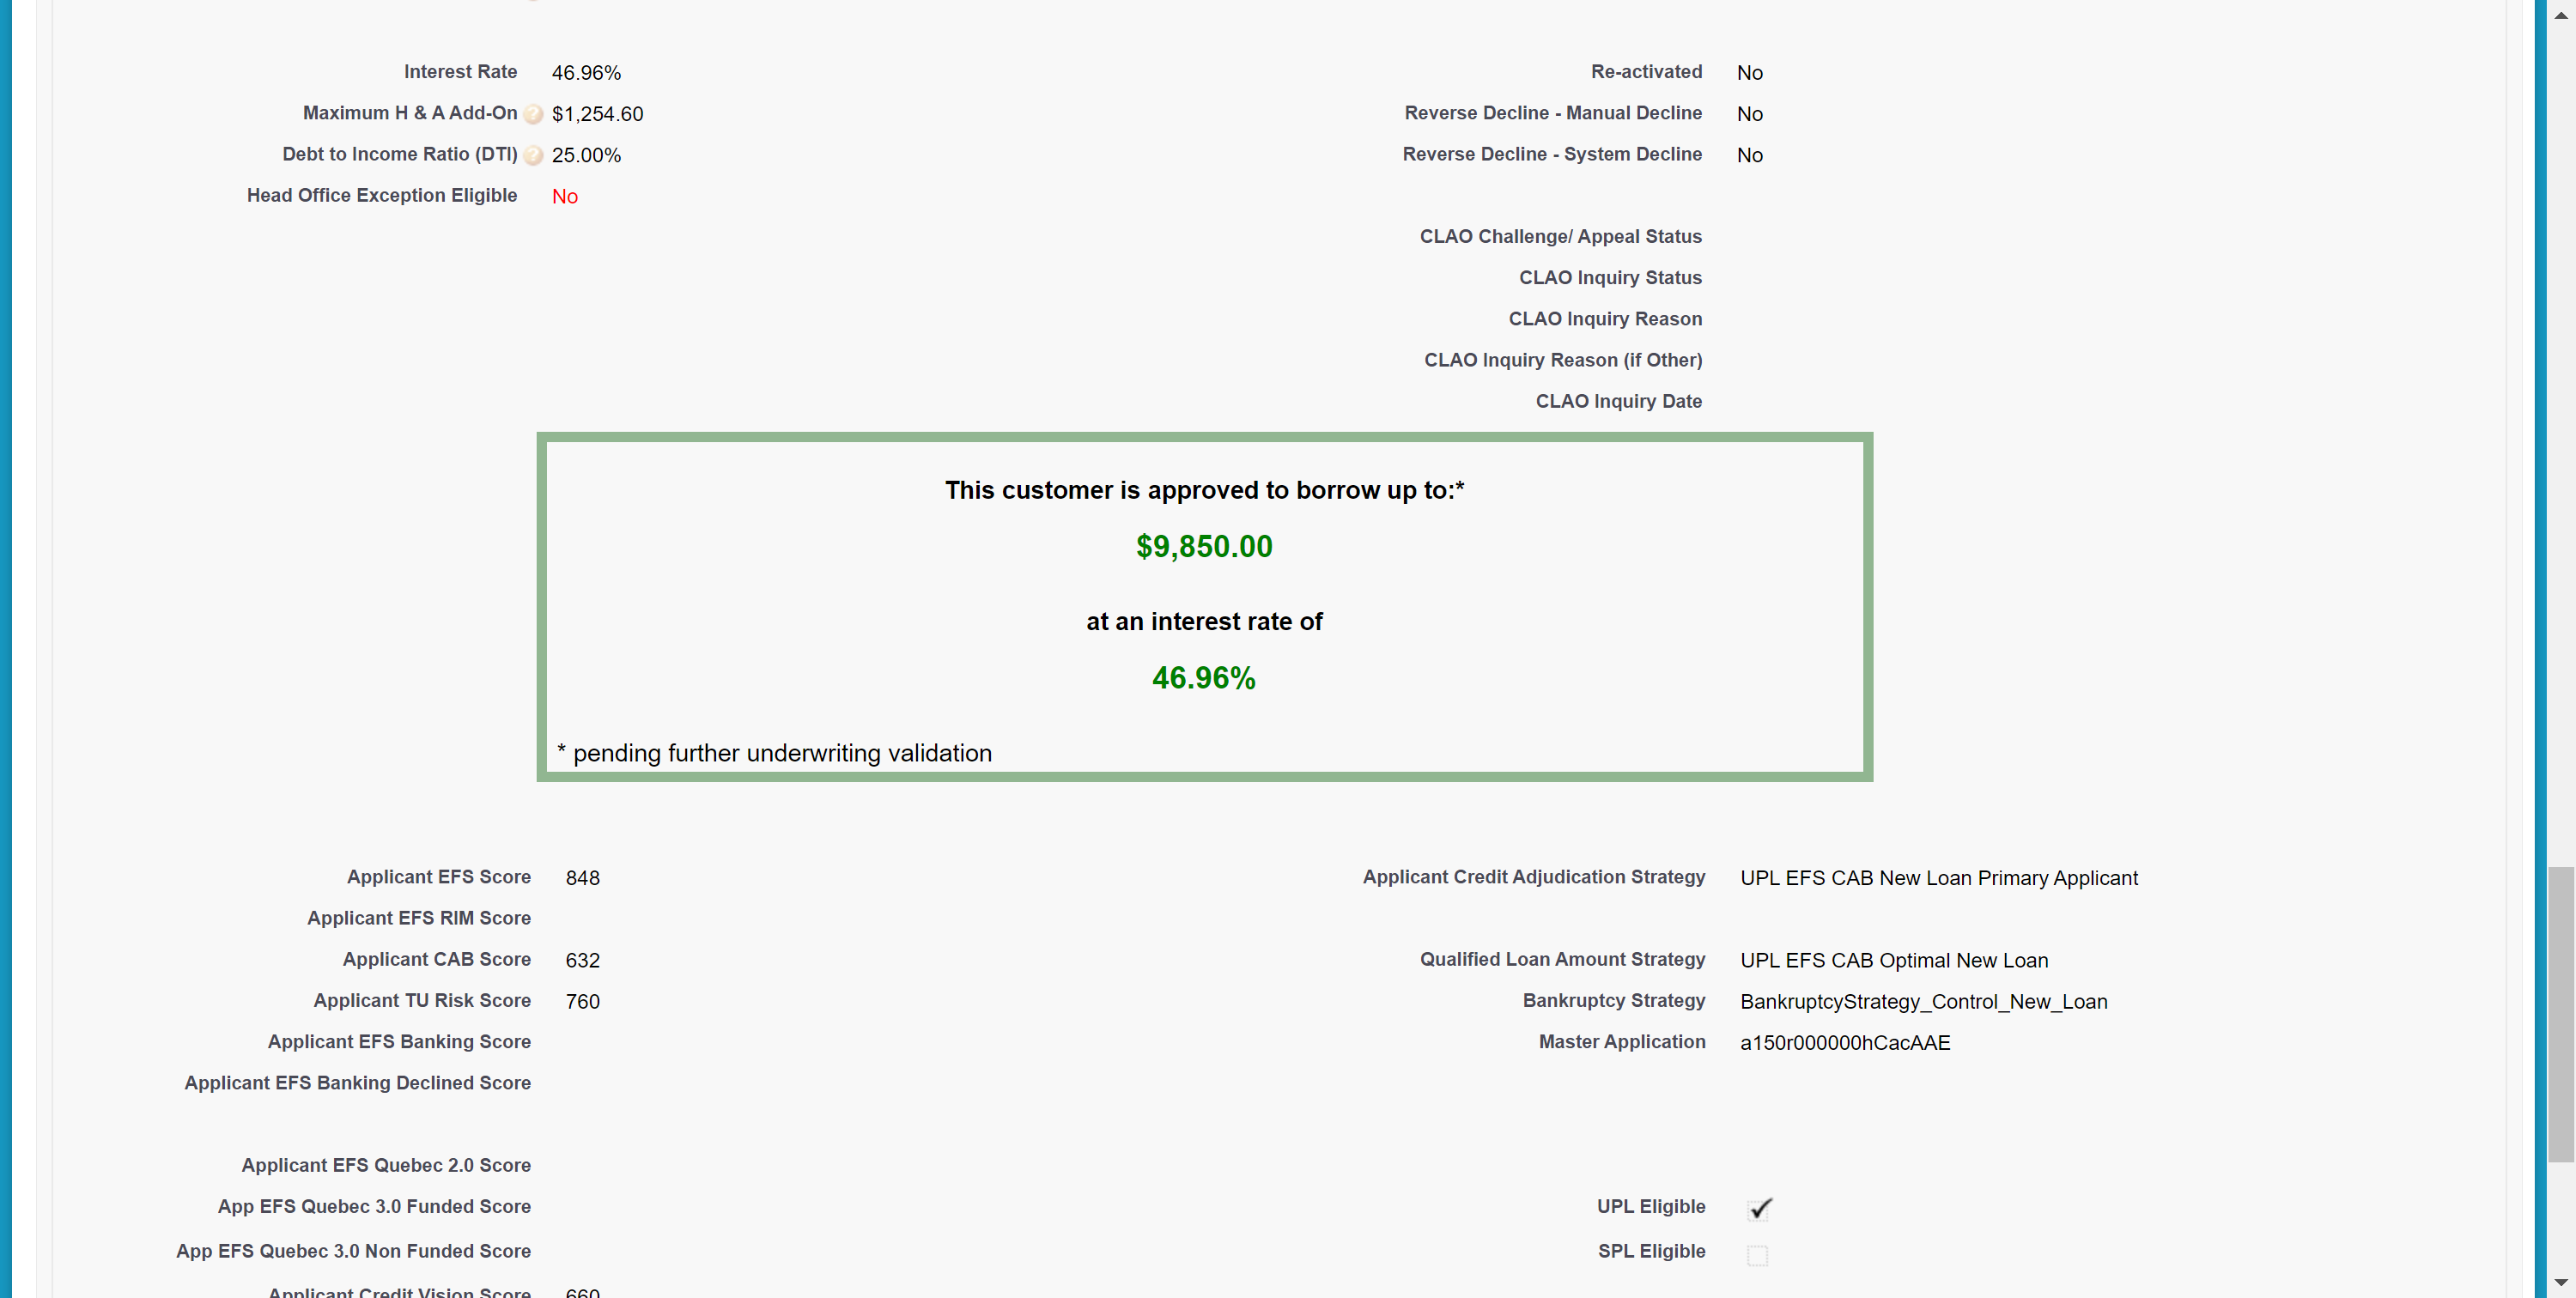 Interest Rate 46.96%
Maximum H & A Add-On ? $1,254.60
Debt to Income Ratio (DTI) ? 25.00%
Head Office Exception Eligible No
Re-activated No
Reverse Decline - Manual Decline No
Reverse Decline - System Decline No
CLAO Challenge/ Appeal Status
CLAO Inquiry Status
CLAO Inquiry Reason
CLAO Inquiry Reason (if Other)
CLAO Inquiry Date
This customer is approved to borrow up to:*
$9,850.00
at an interest rate of
46.96%
* pending further underwriting validation
Applicant EFS Score 848
Applicant EFS RIM Score
Applicant CAB Score 632
Applicant TU Risk Score 760
Applicant EFS Banking Score
Applicant EFS Banking Declined Score
Applicant EFS Quebec 2.0 Score
App EFS Quebec 3.0 Funded Score
App EFS Quebec 3.0 Non Funded Score
Applicant Credit Vision Score 660
Applicant Credit Adjudication Strategy UPL EFS CAB New Loan Primary Applicant
Qualified Loan Amount Strategy UPL EFS CAB Optimal New Loan
Bankruptcy Strategy BankruptcyStrategy_Control_New_Loan
Master Application a150r000000hCacAAE
UPL Eligible
SPL Eligible